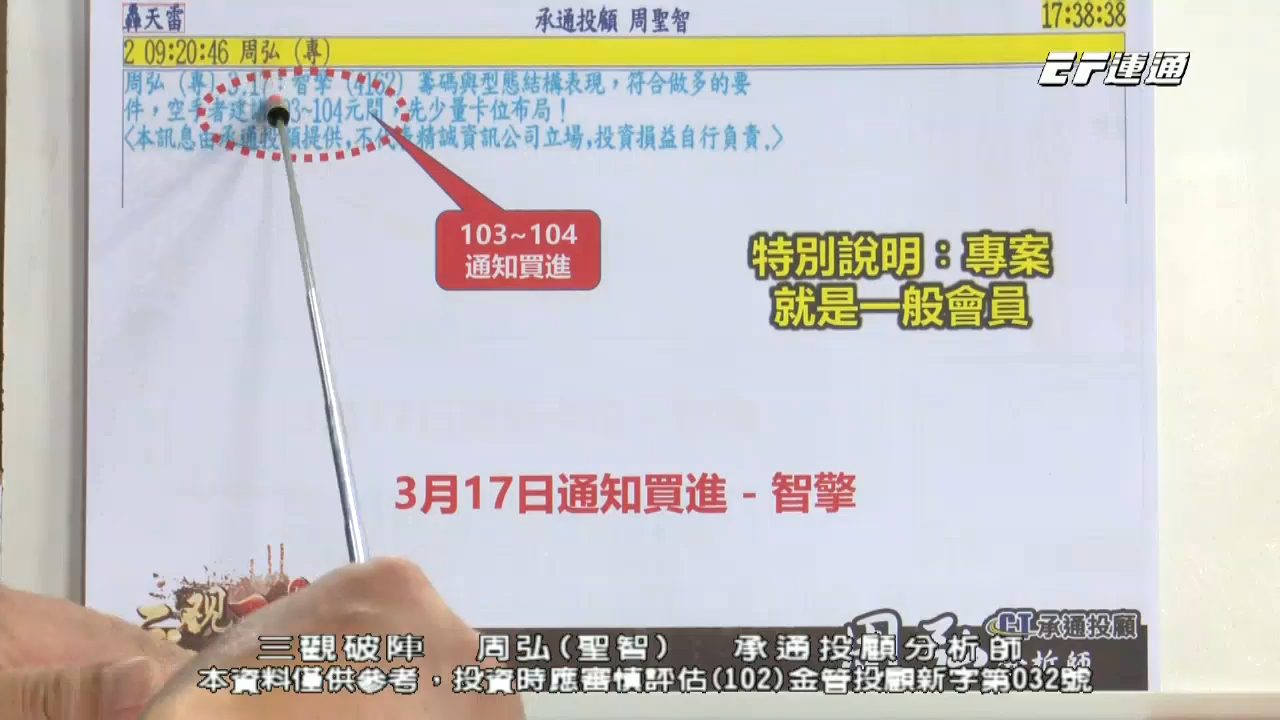 轟天雷 承通投顧 周聖智 17:38:38
2 09:20:46 周弘 (專)
EF運通
周弘 (專) 3.17：智擎 (4162) 籌碼與型態結構表現，符合做多的要
件，空手者建議103~104元間，先少量卡位布局！
〈本訊息由承通投顧提供,不代表精誠資訊公司立場,投資損益自行負責.〉
103~104
通知買進
特別說明：專案
就是一般會員
3月17日通知買進 - 智擎
CT 承通投顧
三觀破陣 周弘(聖智) 承通投顧分析師
本資料僅供參考，投資時應審慎評估(102)金管投顧新字第032號